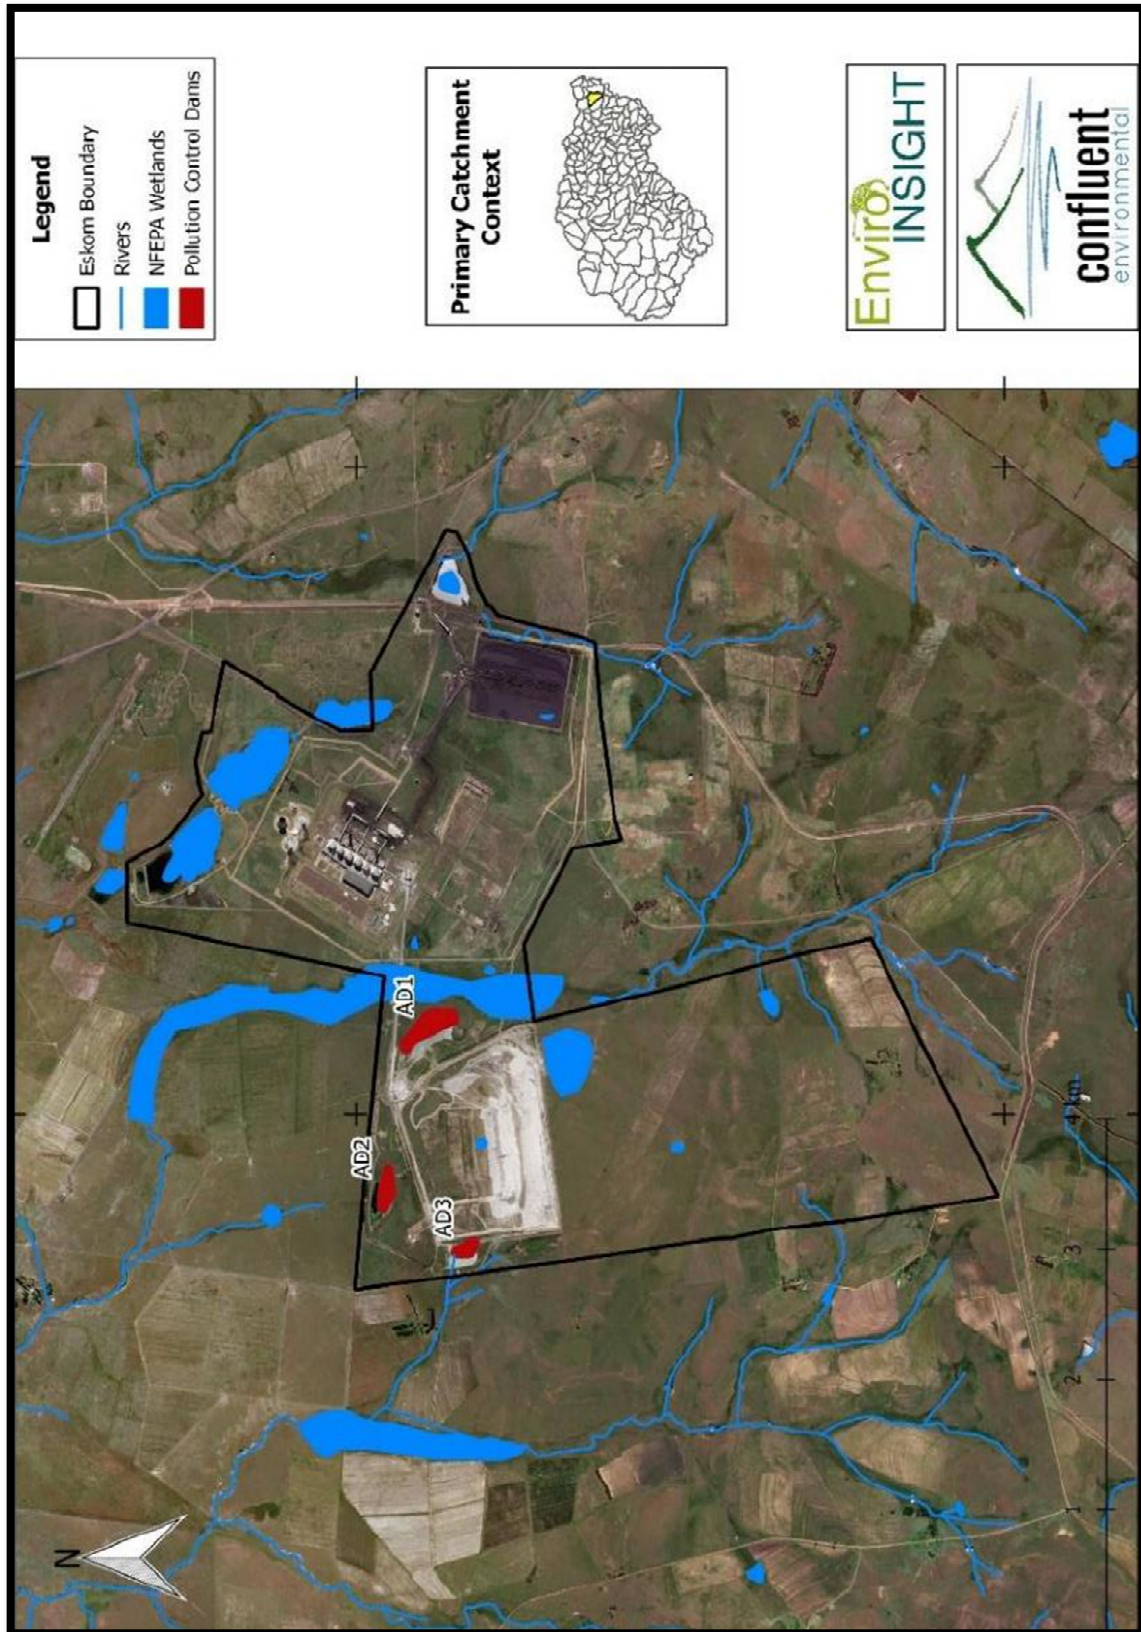 Legend
Eskom Boundary
Rivers
NFEPA Wetlands
Pollution Control Dams
Primary Catchment
Context
Enviro
INSIGHT
confluent
environmental
N
AD1
AD2
AD3
1
2
3
4 km